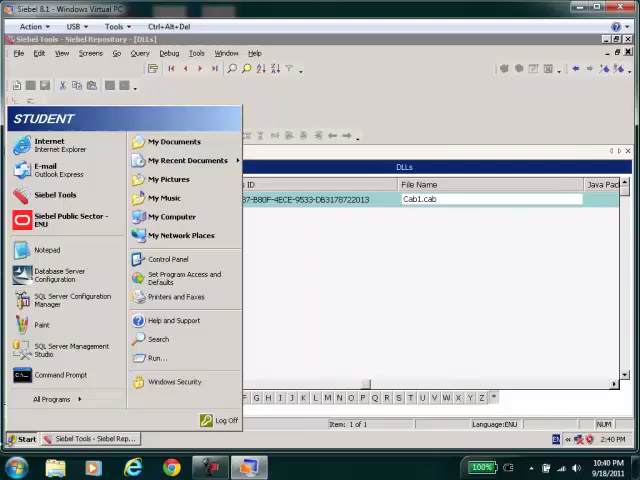 Siebel 8.1 - Windows Virtual PC
Action USB Tools Ctrl+Alt+Del
Siebel Tools - Siebel Repository - [DLLs]
File Edit View Screens Go Query Debug Tools Window Help
STUDENT
Internet
Internet Explorer
E-mail
Outlook Express
Siebel Tools
Siebel Public Sector -
ENU
Notepad
Database Server
Configuration
SQL Server Configuration
Manager
Paint
SQL Server Management
Studio
Command Prompt
All Programs
My Documents
My Recent Documents
My Pictures
My Music
My Computer
My Network Places
Control Panel
Set Program Access and
Defaults
Printers and Faxes
Help and Support
Search
Run...
Windows Security
Log Off
DLLs
ID File Name Java Pac
87-B80F-4ECE-9533-DB3178722013 Cab1.cab
F G H I J K L M N O P Q R S T U V W X Y Z *
Item: 1 of 1 Language:ENU NUM
Start Siebel Tools - Siebel Rep... EN 2:40 PM
100% 10:40 PM
9/18/2011